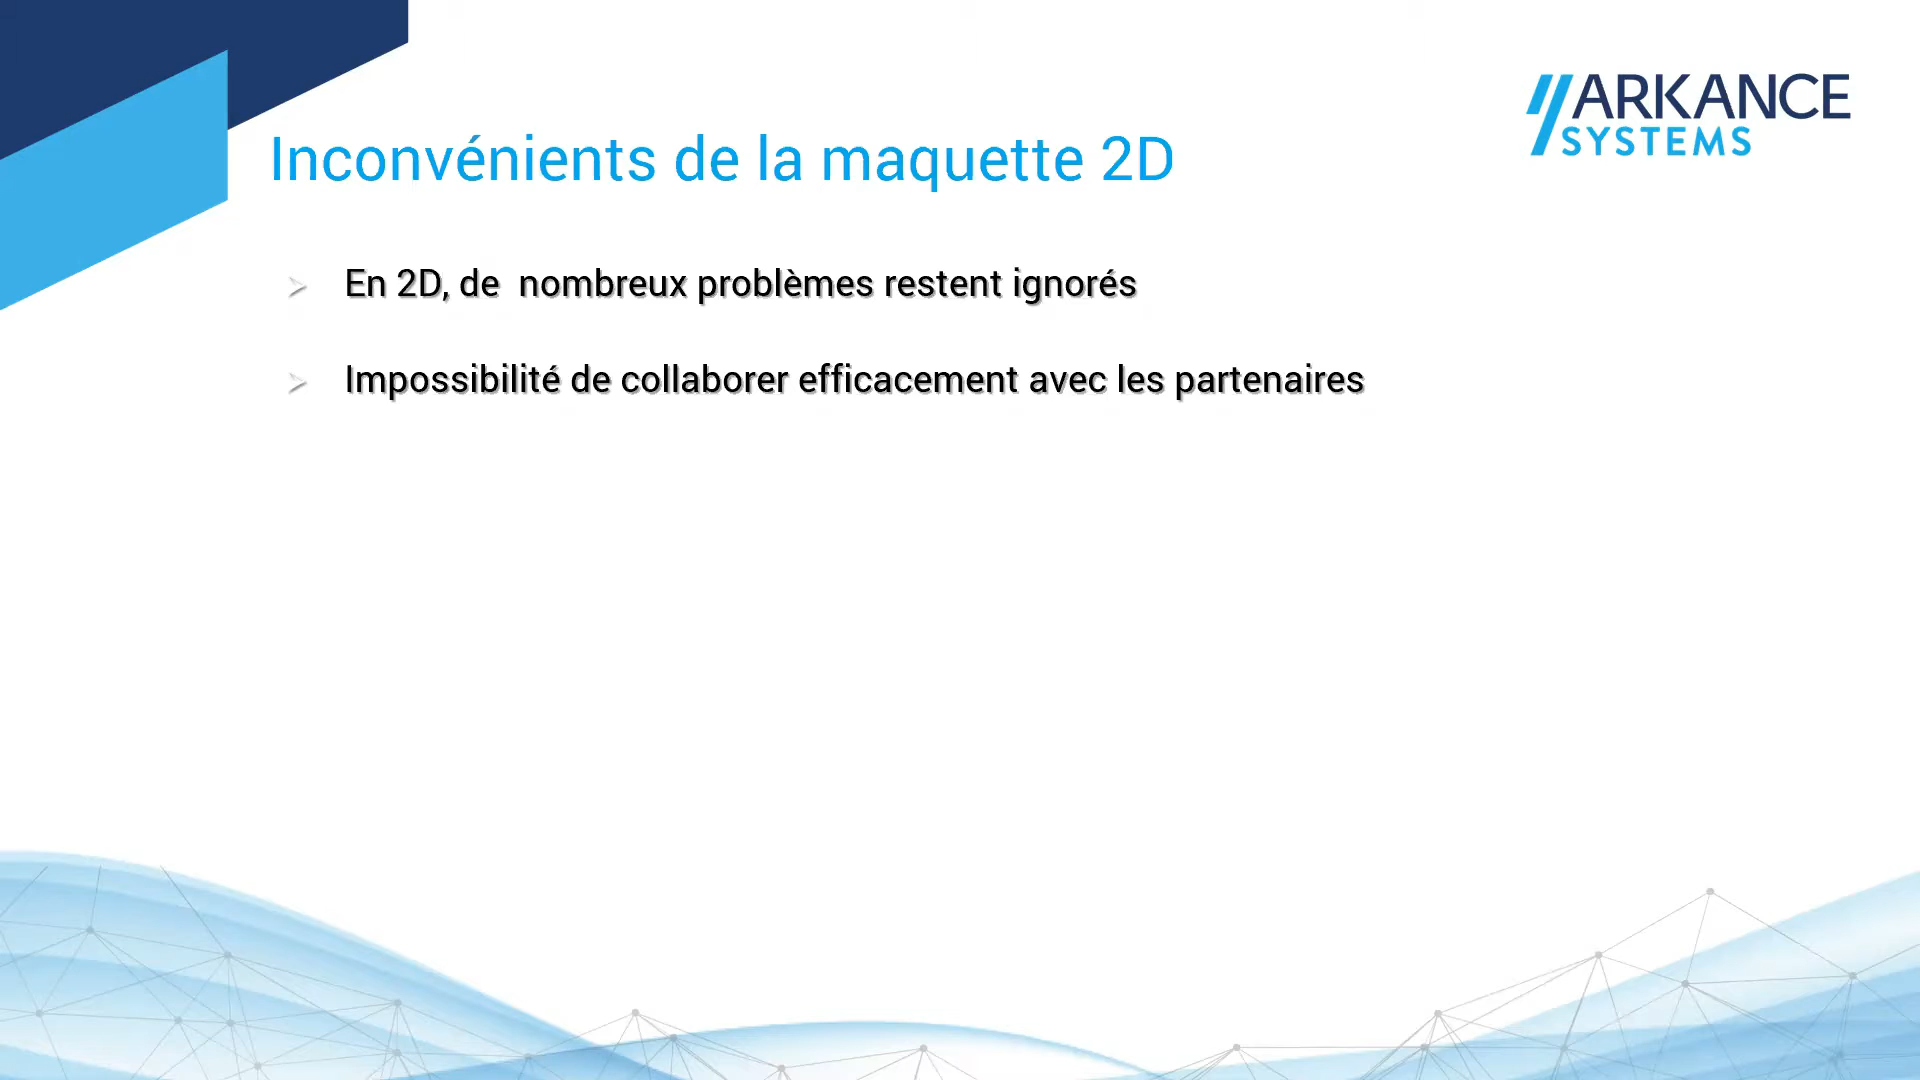 ARKANCE
SYSTEMS
Inconvénients de la maquette 2D
En 2D, de  nombreux problèmes restent ignorés
Impossibilité de collaborer efficacement avec les partenaires